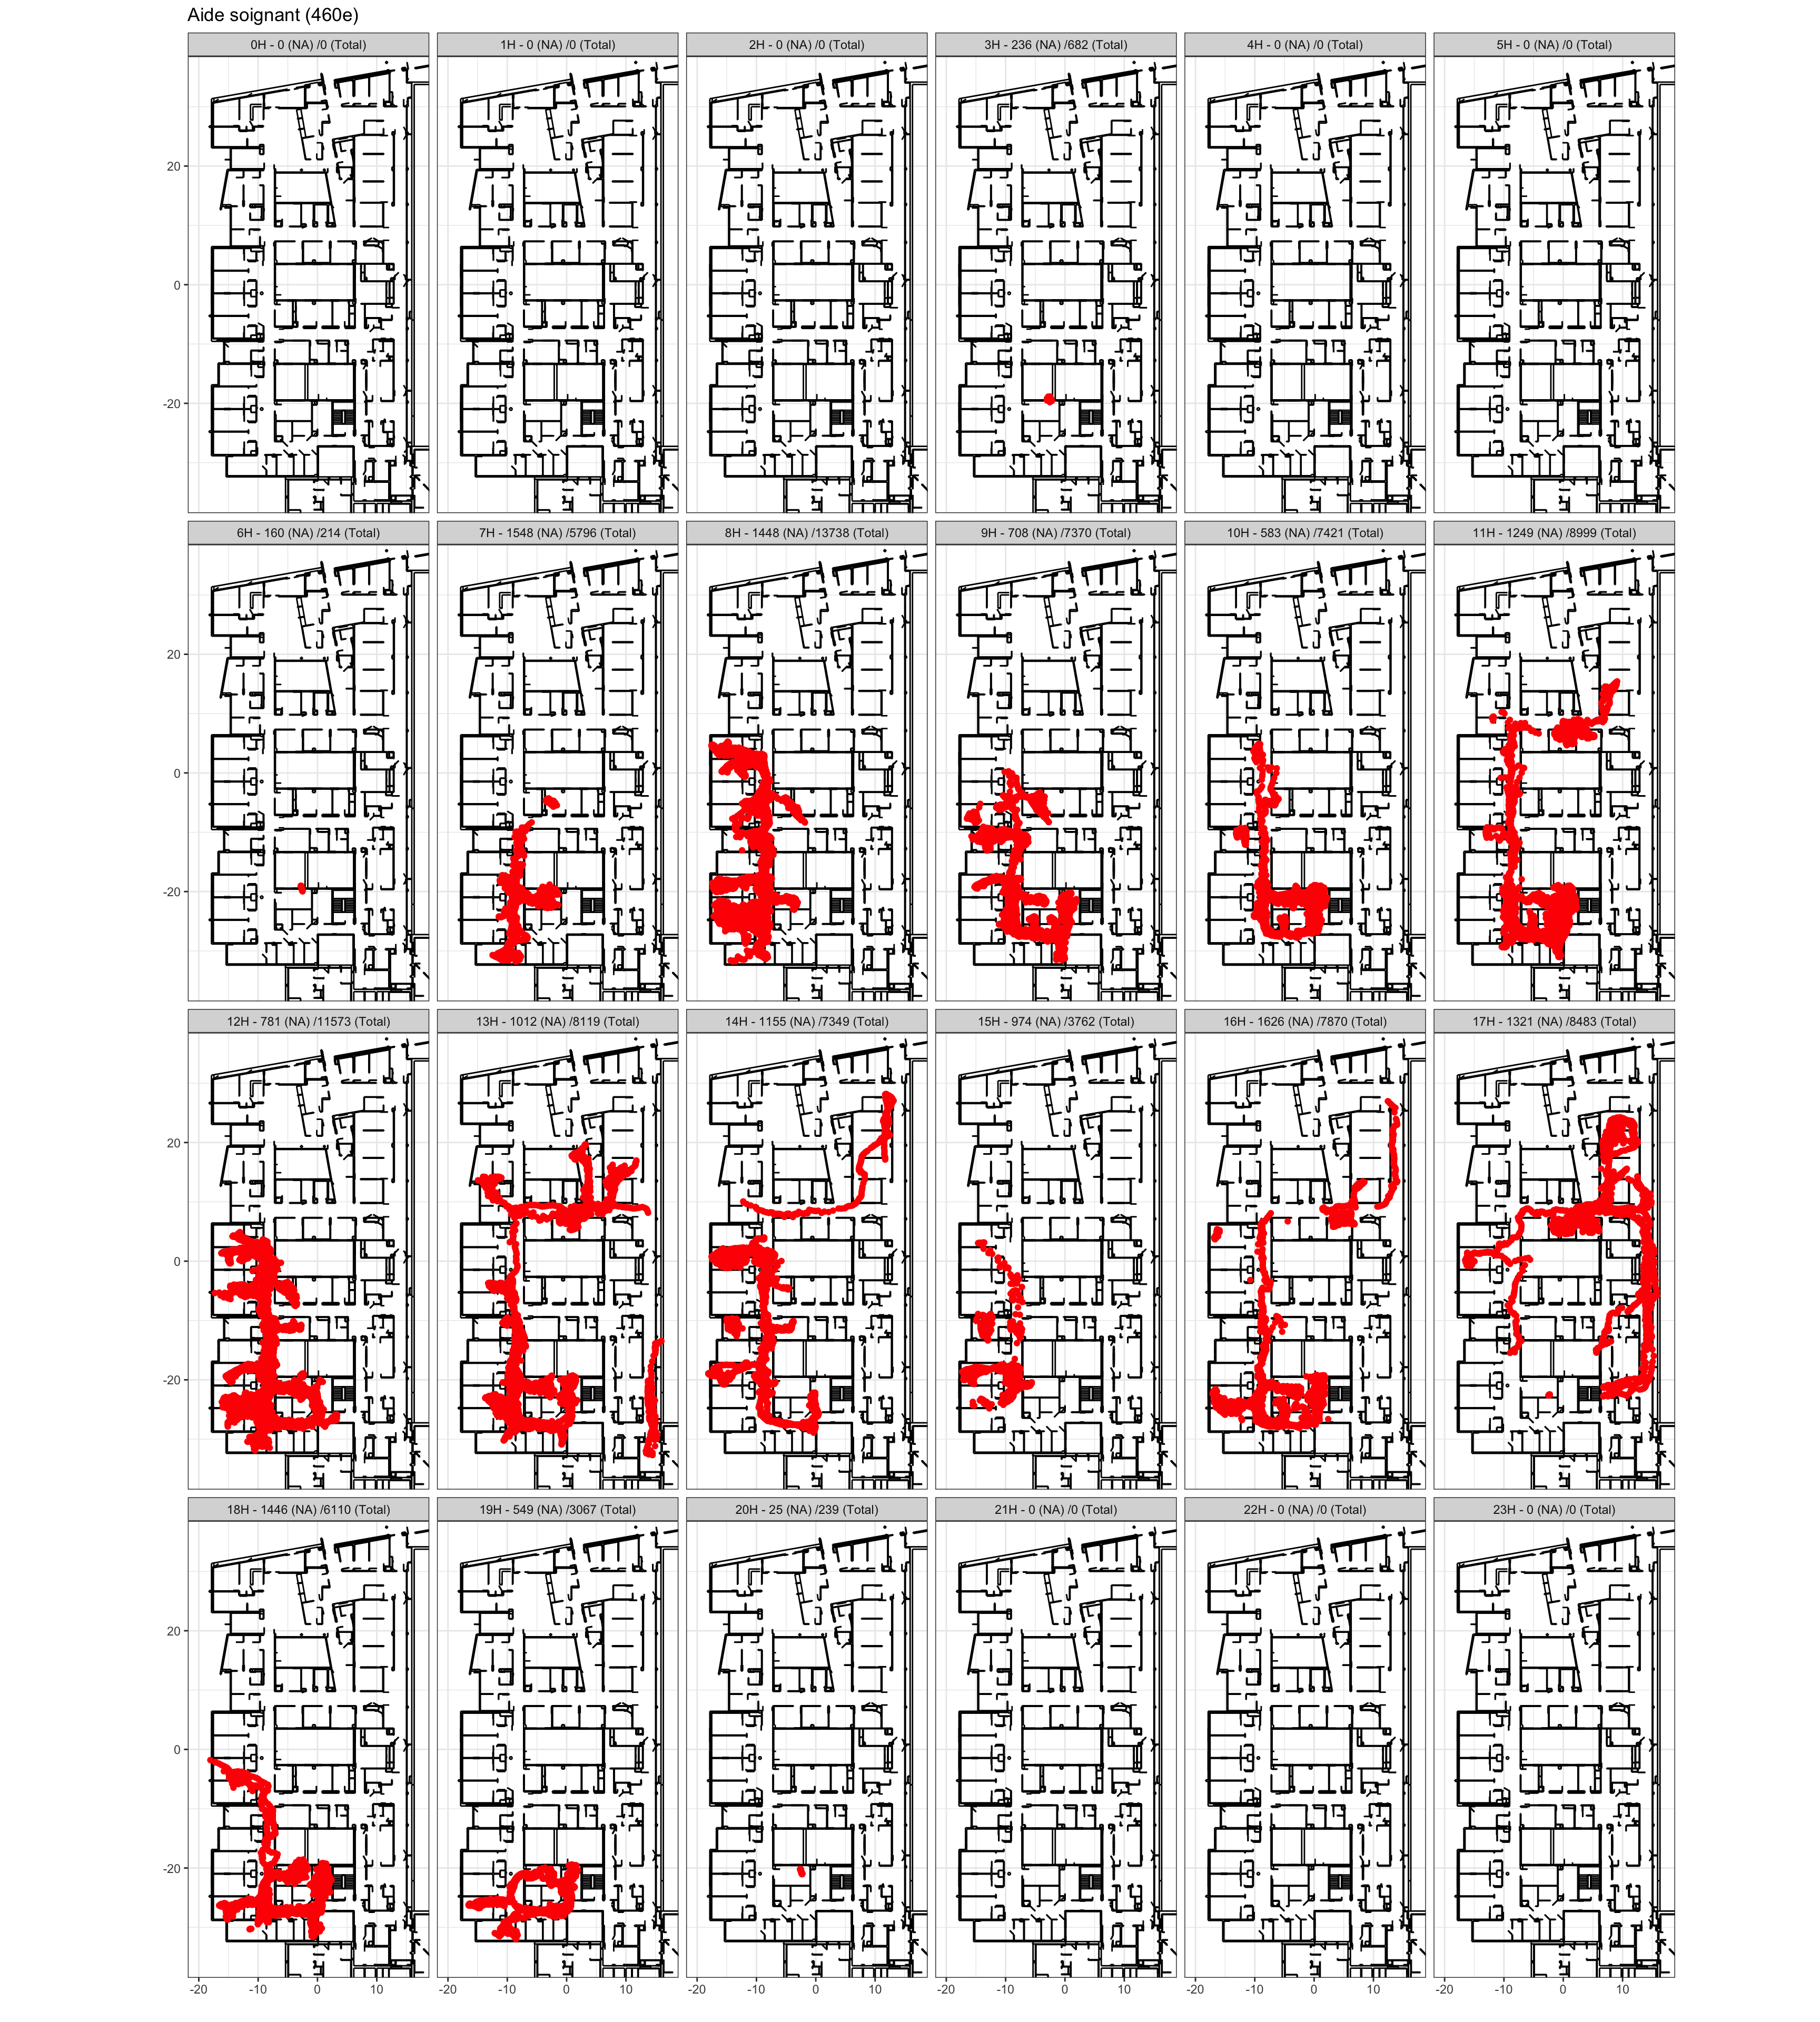 Aide soignant (460e)
0H - 0 (NA) /0 (Total) 1H - 0 (NA) /0 (Total) 2H - 0 (NA) /0 (Total) 3H - 236 (NA) /682 (Total) 4H - 0 (NA) /0 (Total) 5H - 0 (NA) /0 (Total)
20
0
-20
6H - 160 (NA) /214 (Total) 7H - 1548 (NA) /5796 (Total) 8H - 1448 (NA) /13738 (Total) 9H - 708 (NA) /7370 (Total) 10H - 583 (NA) /7421 (Total) 11H - 1249 (NA) /8999 (Total)
20
0
-20
12H - 781 (NA) /11573 (Total) 13H - 1012 (NA) /8119 (Total) 14H - 1155 (NA) /7349 (Total) 15H - 974 (NA) /3762 (Total) 16H - 1626 (NA) /7870 (Total) 17H - 1321 (NA) /8483 (Total)
20
0
-20
18H - 1446 (NA) /6110 (Total) 19H - 549 (NA) /3067 (Total) 20H - 25 (NA) /239 (Total) 21H - 0 (NA) /0 (Total) 22H - 0 (NA) /0 (Total) 23H - 0 (NA) /0 (Total)
20
0
-20
-20 -10 0 10 -20 -10 0 10 -20 -10 0 10 -20 -10 0 10 -20 -10 0 10 -20 -10 0 10